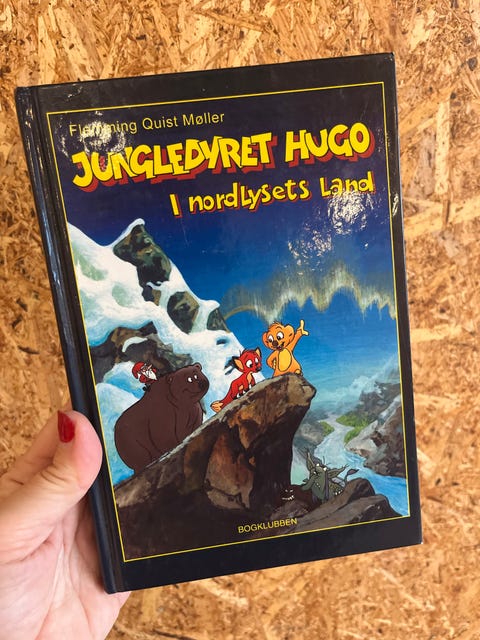 Flemming Quist Møller
JUNGLEDYRET HUGO
I nordlysets Land
BOGKLUBBEN